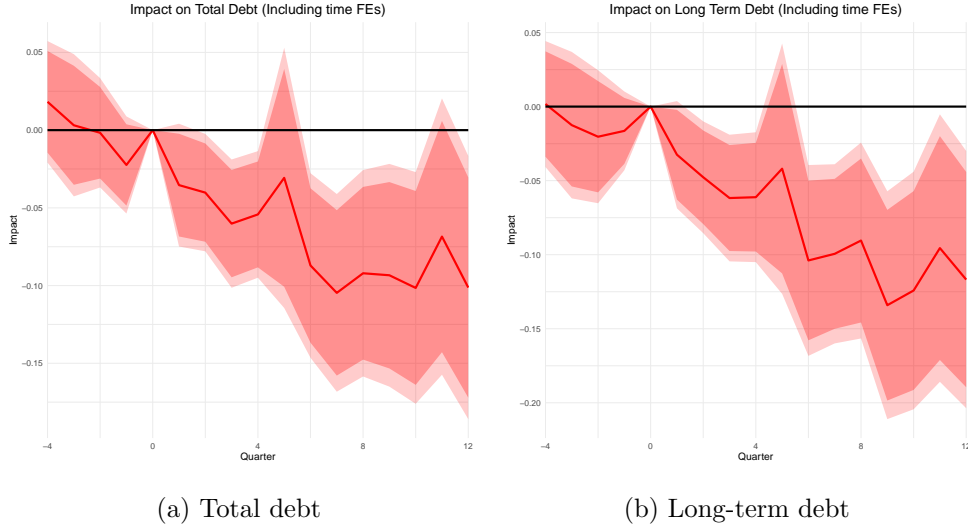 Impact on Total Debt (Including time FEs)
0.05
0.00
−0.05
−0.10
−0.15
Impact
−4
0
4
8
12
Quarter
(a) Total debt
Impact on Long Term Debt (Including time FEs)
0.05
0.00
−0.05
−0.10
−0.15
−0.20
Impact
−4
0
4
8
12
Quarter
(b) Long-term debt